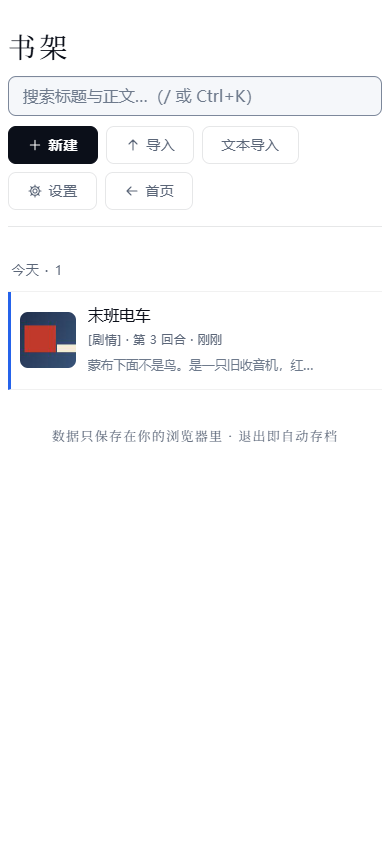 书架
搜索标题与正文…（/ 或 Ctrl+K）
新建
导入
文本导入
设置
首页
今天 · 1
末班电车
[剧情] · 第 3 回合 · 刚刚
蒙布下面不是鸟。是一只旧收音机，红…
数据只保存在你的浏览器里 · 退出即自动存档